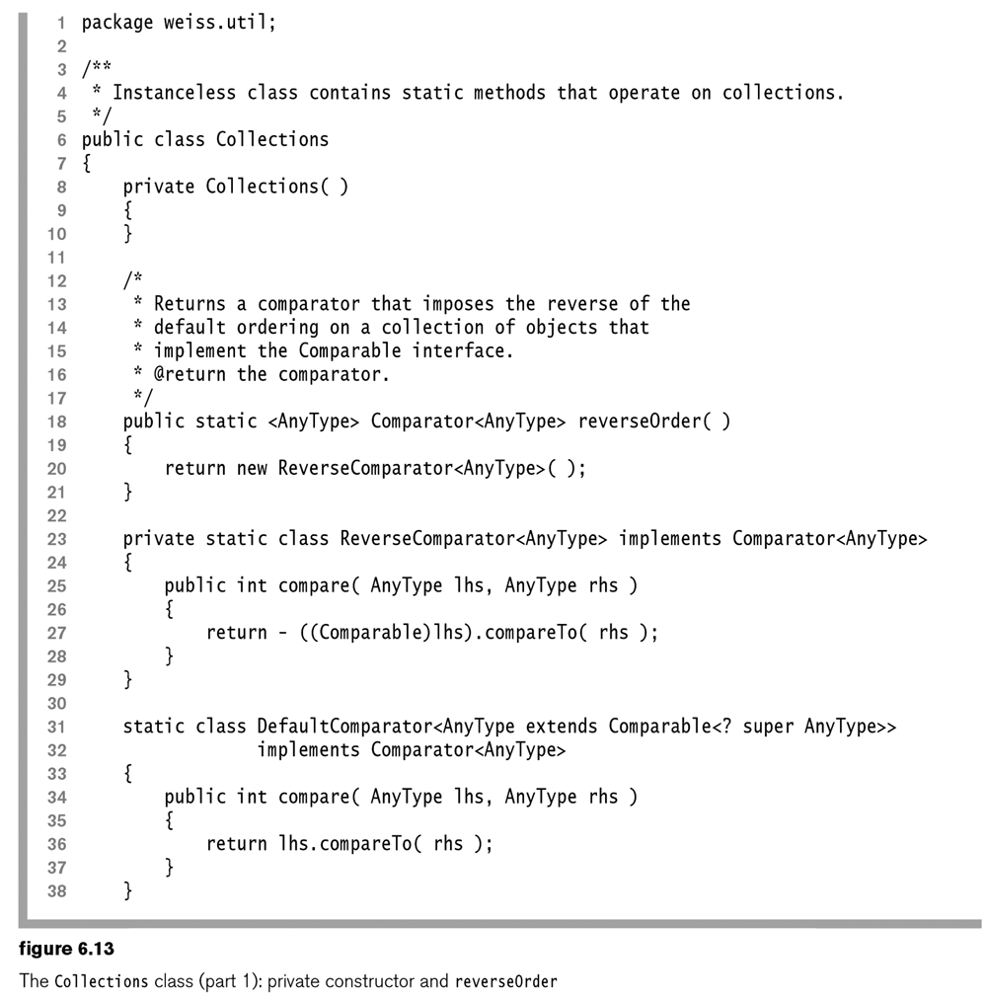 1 package weiss.util;
2
3 /**
4  * Instanceless class contains static methods that operate on collections.
5  */
6 public class Collections
7 {
8     private Collections( )
9     {
10     }
11
12     /*
13      * Returns a comparator that imposes the reverse of the
14      * default ordering on a collection of objects that
15      * implement the Comparable interface.
16      * @return the comparator.
17      */
18     public static <AnyType> Comparator<AnyType> reverseOrder( )
19     {
20         return new ReverseComparator<AnyType>( );
21     }
22
23     private static class ReverseComparator<AnyType> implements Comparator<AnyType>
24     {
25         public int compare( AnyType lhs, AnyType rhs )
26         {
27             return - ((Comparable)lhs).compareTo( rhs );
28         }
29     }
30
31     static class DefaultComparator<AnyType extends Comparable<? super AnyType>>
32                  implements Comparator<AnyType>
33     {
34         public int compare( AnyType lhs, AnyType rhs )
35         {
36             return lhs.compareTo( rhs );
37         }
38     }
figure 6.13
The Collections class (part 1): private constructor and reverseOrder